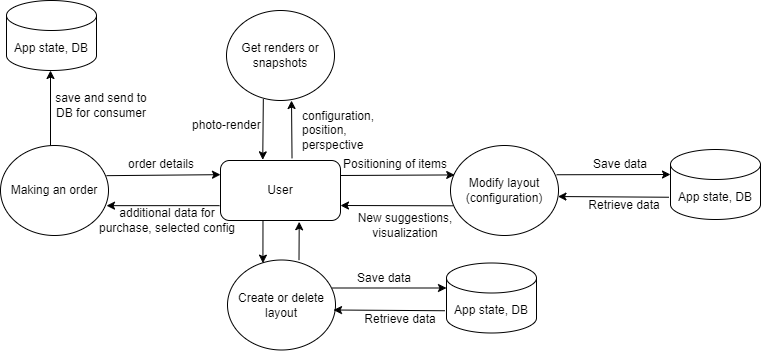 App state, DB
Get renders or
snapshots
save and send to
DB for consumer
photo-render
configuration,
position,
perspective
Making an order
order details
additional data for
purchase, selected config
User
Positioning of items
New suggestions,
visualization
Modify layout
(configuration)
Save data
Retrieve data
App state, DB
Create or delete
layout
Save data
Retrieve data
App state, DB